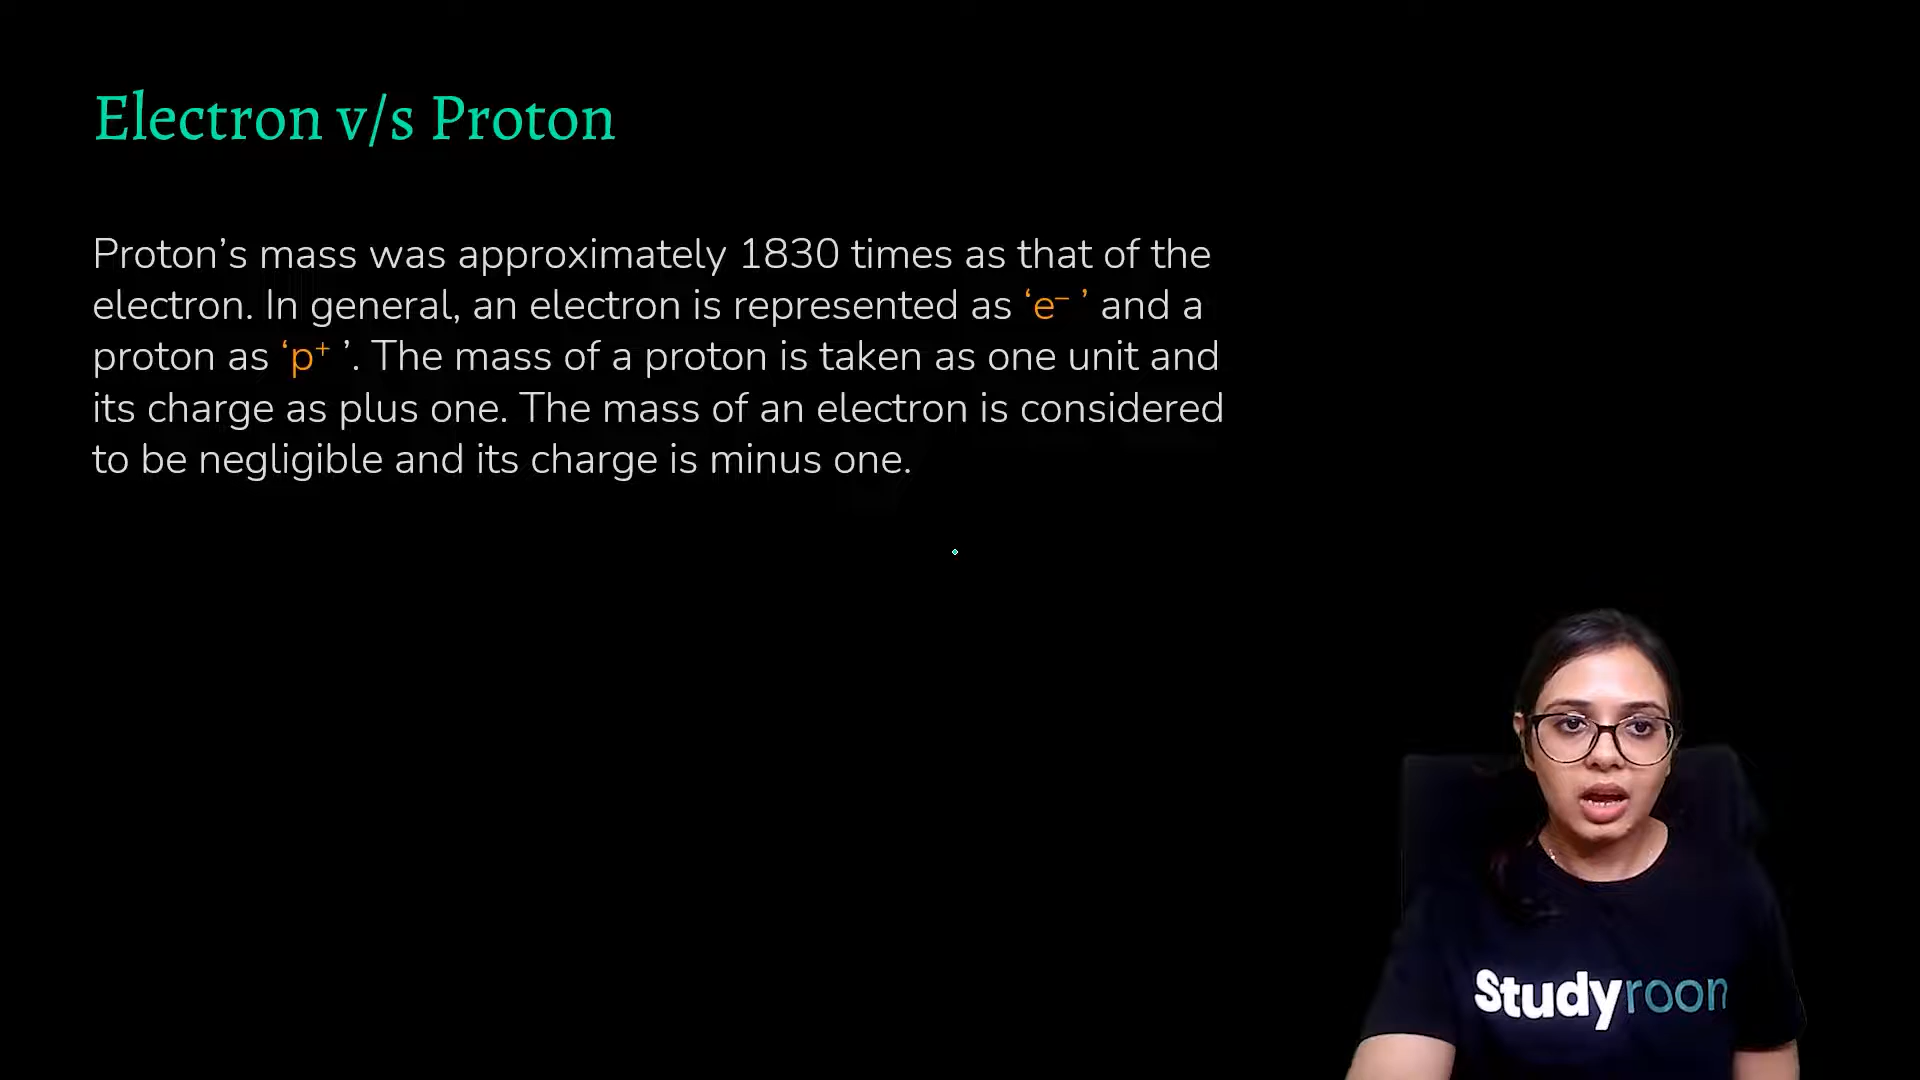 Electron v/s Proton
Proton’s mass was approximately 1830 times as that of the
electron. In general, an electron is represented as ‘e⁻ ’ and a
proton as ‘p⁺ ’. The mass of a proton is taken as one unit and
its charge as plus one. The mass of an electron is considered
to be negligible and its charge is minus one.
Studyroon